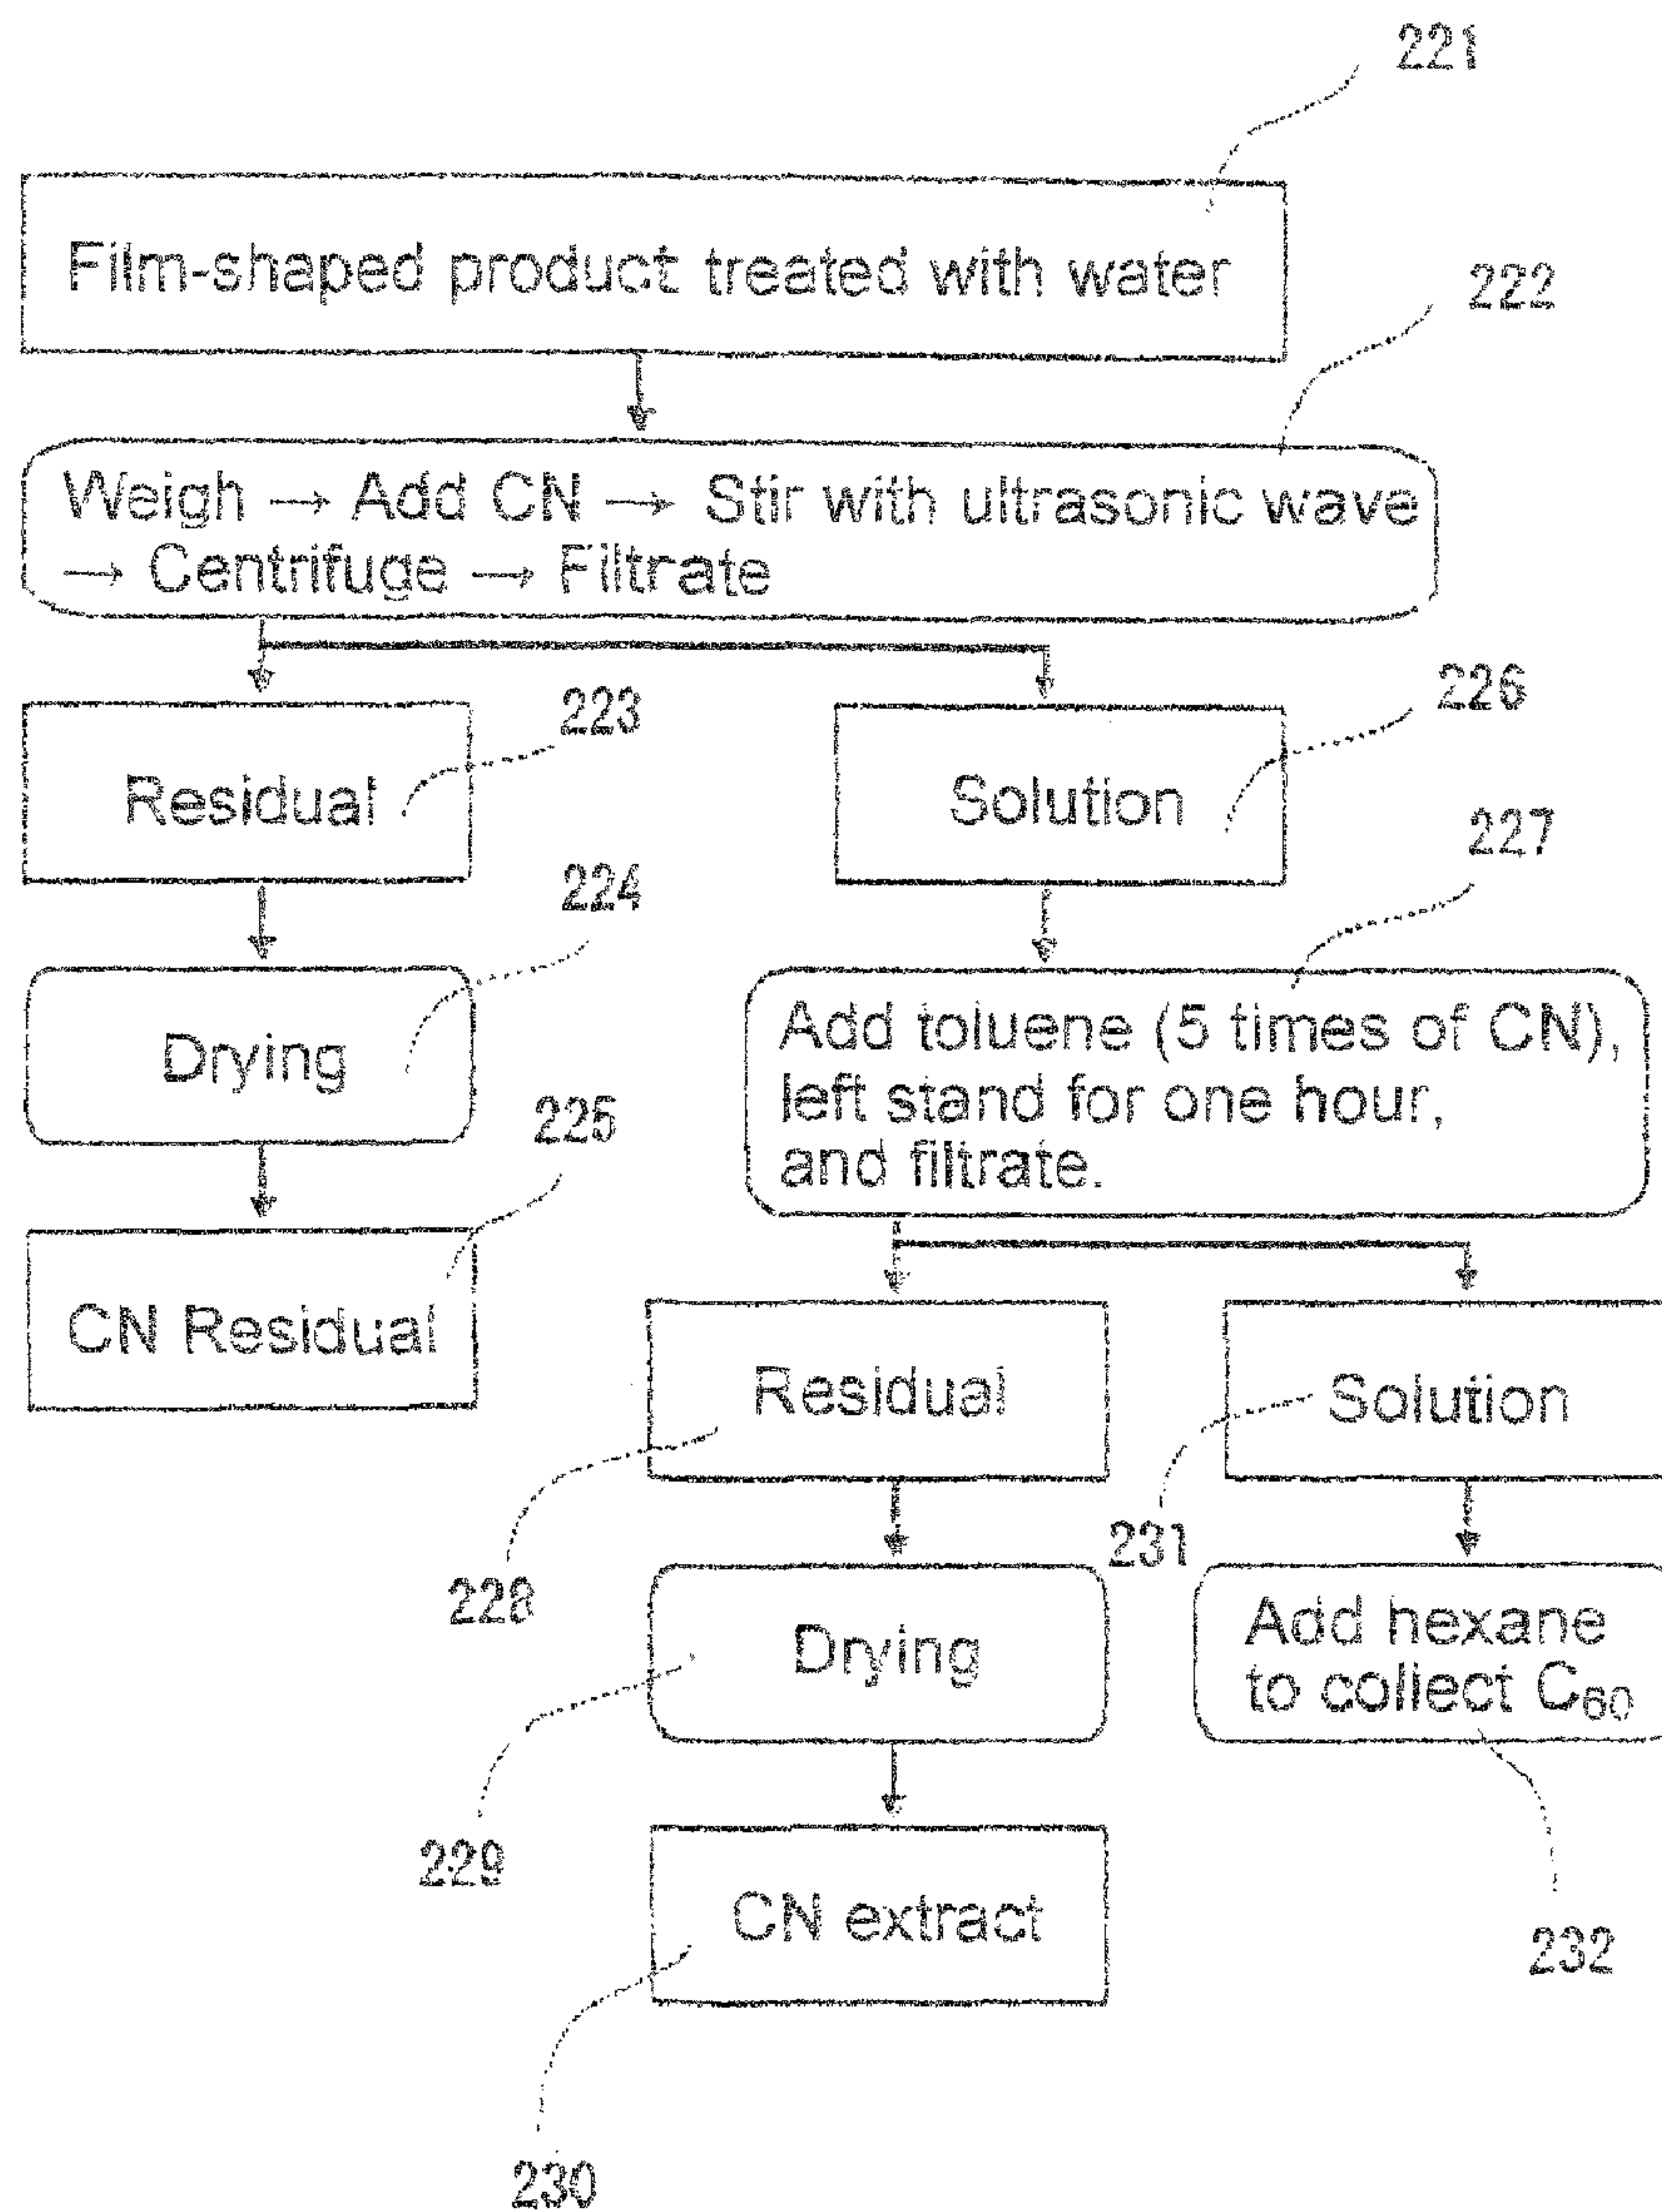 221
Film-shaped product treated with water
222
Weigh → Add CN → Stir with ultrasonic wave
→ Centrifuge → Filtrate
223
226
Residual
Solution
227
224
Drying
Add toluene (5 times of CN),
left stand for one hour,
and filtrate.
225
CN Residual
Residual
Solution
228
231
Drying
Add hexane
to collect C₆₀
229
CN extract
232
230